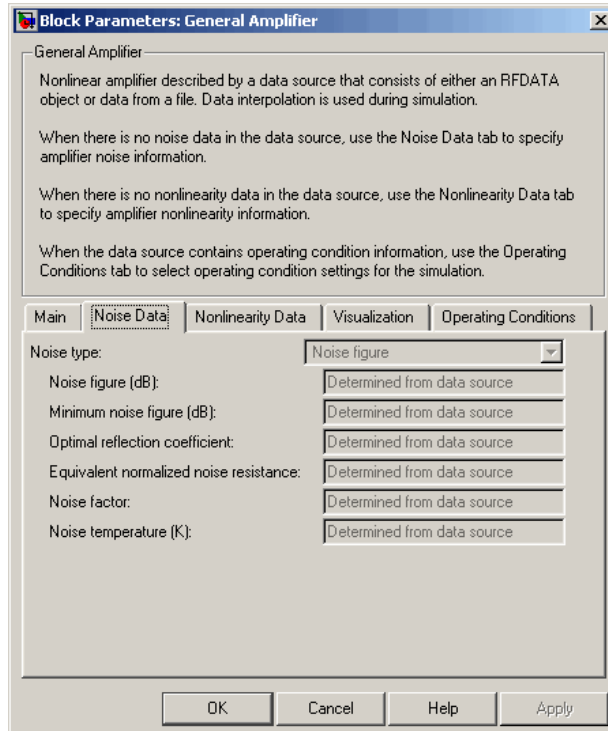 Block Parameters: General Amplifier
General Amplifier
Nonlinear amplifier described by a data source that consists of either an RFDATA
object or data from a file. Data interpolation is used during simulation.
When there is no noise data in the data source, use the Noise Data tab to specify
amplifier noise information.
When there is no nonlinearity data in the data source, use the Nonlinearity Data tab
to specify amplifier nonlinearity information.
When the data source contains operating condition information, use the Operating
Conditions tab to select operating condition settings for the simulation.
Main Noise Data Nonlinearity Data Visualization Operating Conditions
Noise type: Noise figure
Noise figure (dB): Determined from data source
Minimum noise figure (dB): Determined from data source
Optimal reflection coefficient: Determined from data source
Equivalent normalized noise resistance: Determined from data source
Noise factor: Determined from data source
Noise temperature (K): Determined from data source
OK Cancel Help Apply